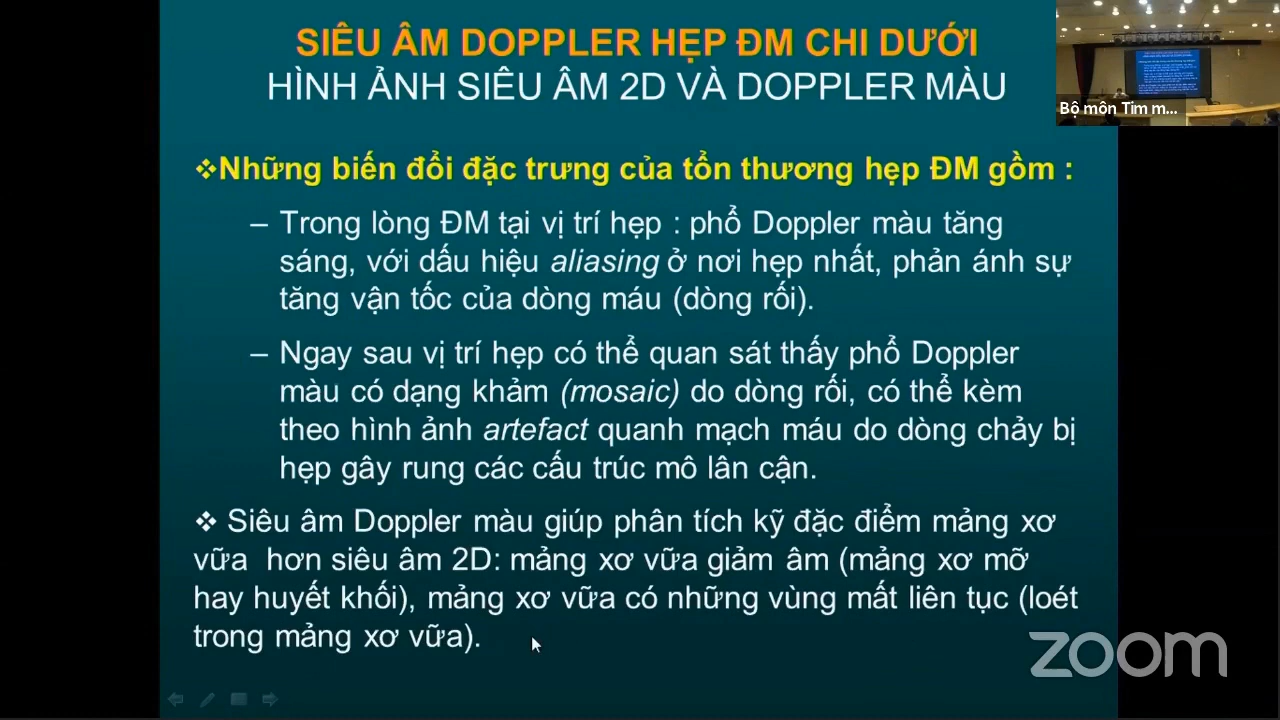 SIÊU ÂM DOPPLER HẸP ĐM CHI DƯỚI
HÌNH ẢNH SIÊU ÂM 2D VÀ DOPPLER MÀU
❖Những biến đổi đặc trưng của tổn thương hẹp ĐM gồm :
– Trong lòng ĐM tại vị trí hẹp : phổ Doppler màu tăng
sáng, với dấu hiệu aliasing ở nơi hẹp nhất, phản ánh sự
tăng vận tốc của dòng máu (dòng rối).
– Ngay sau vị trí hẹp có thể quan sát thấy phổ Doppler
màu có dạng khảm (mosaic) do dòng rối, có thể kèm
theo hình ảnh artefact quanh mạch máu do dòng chảy bị
hẹp gây rung các cấu trúc mô lân cận.
❖ Siêu âm Doppler màu giúp phân tích kỹ đặc điểm mảng xơ
vữa hơn siêu âm 2D: mảng xơ vữa giảm âm (mảng xơ mỡ
hay huyết khối), mảng xơ vữa có những vùng mất liên tục (loét
trong mảng xơ vữa).
Bộ môn Tim m...
zoom